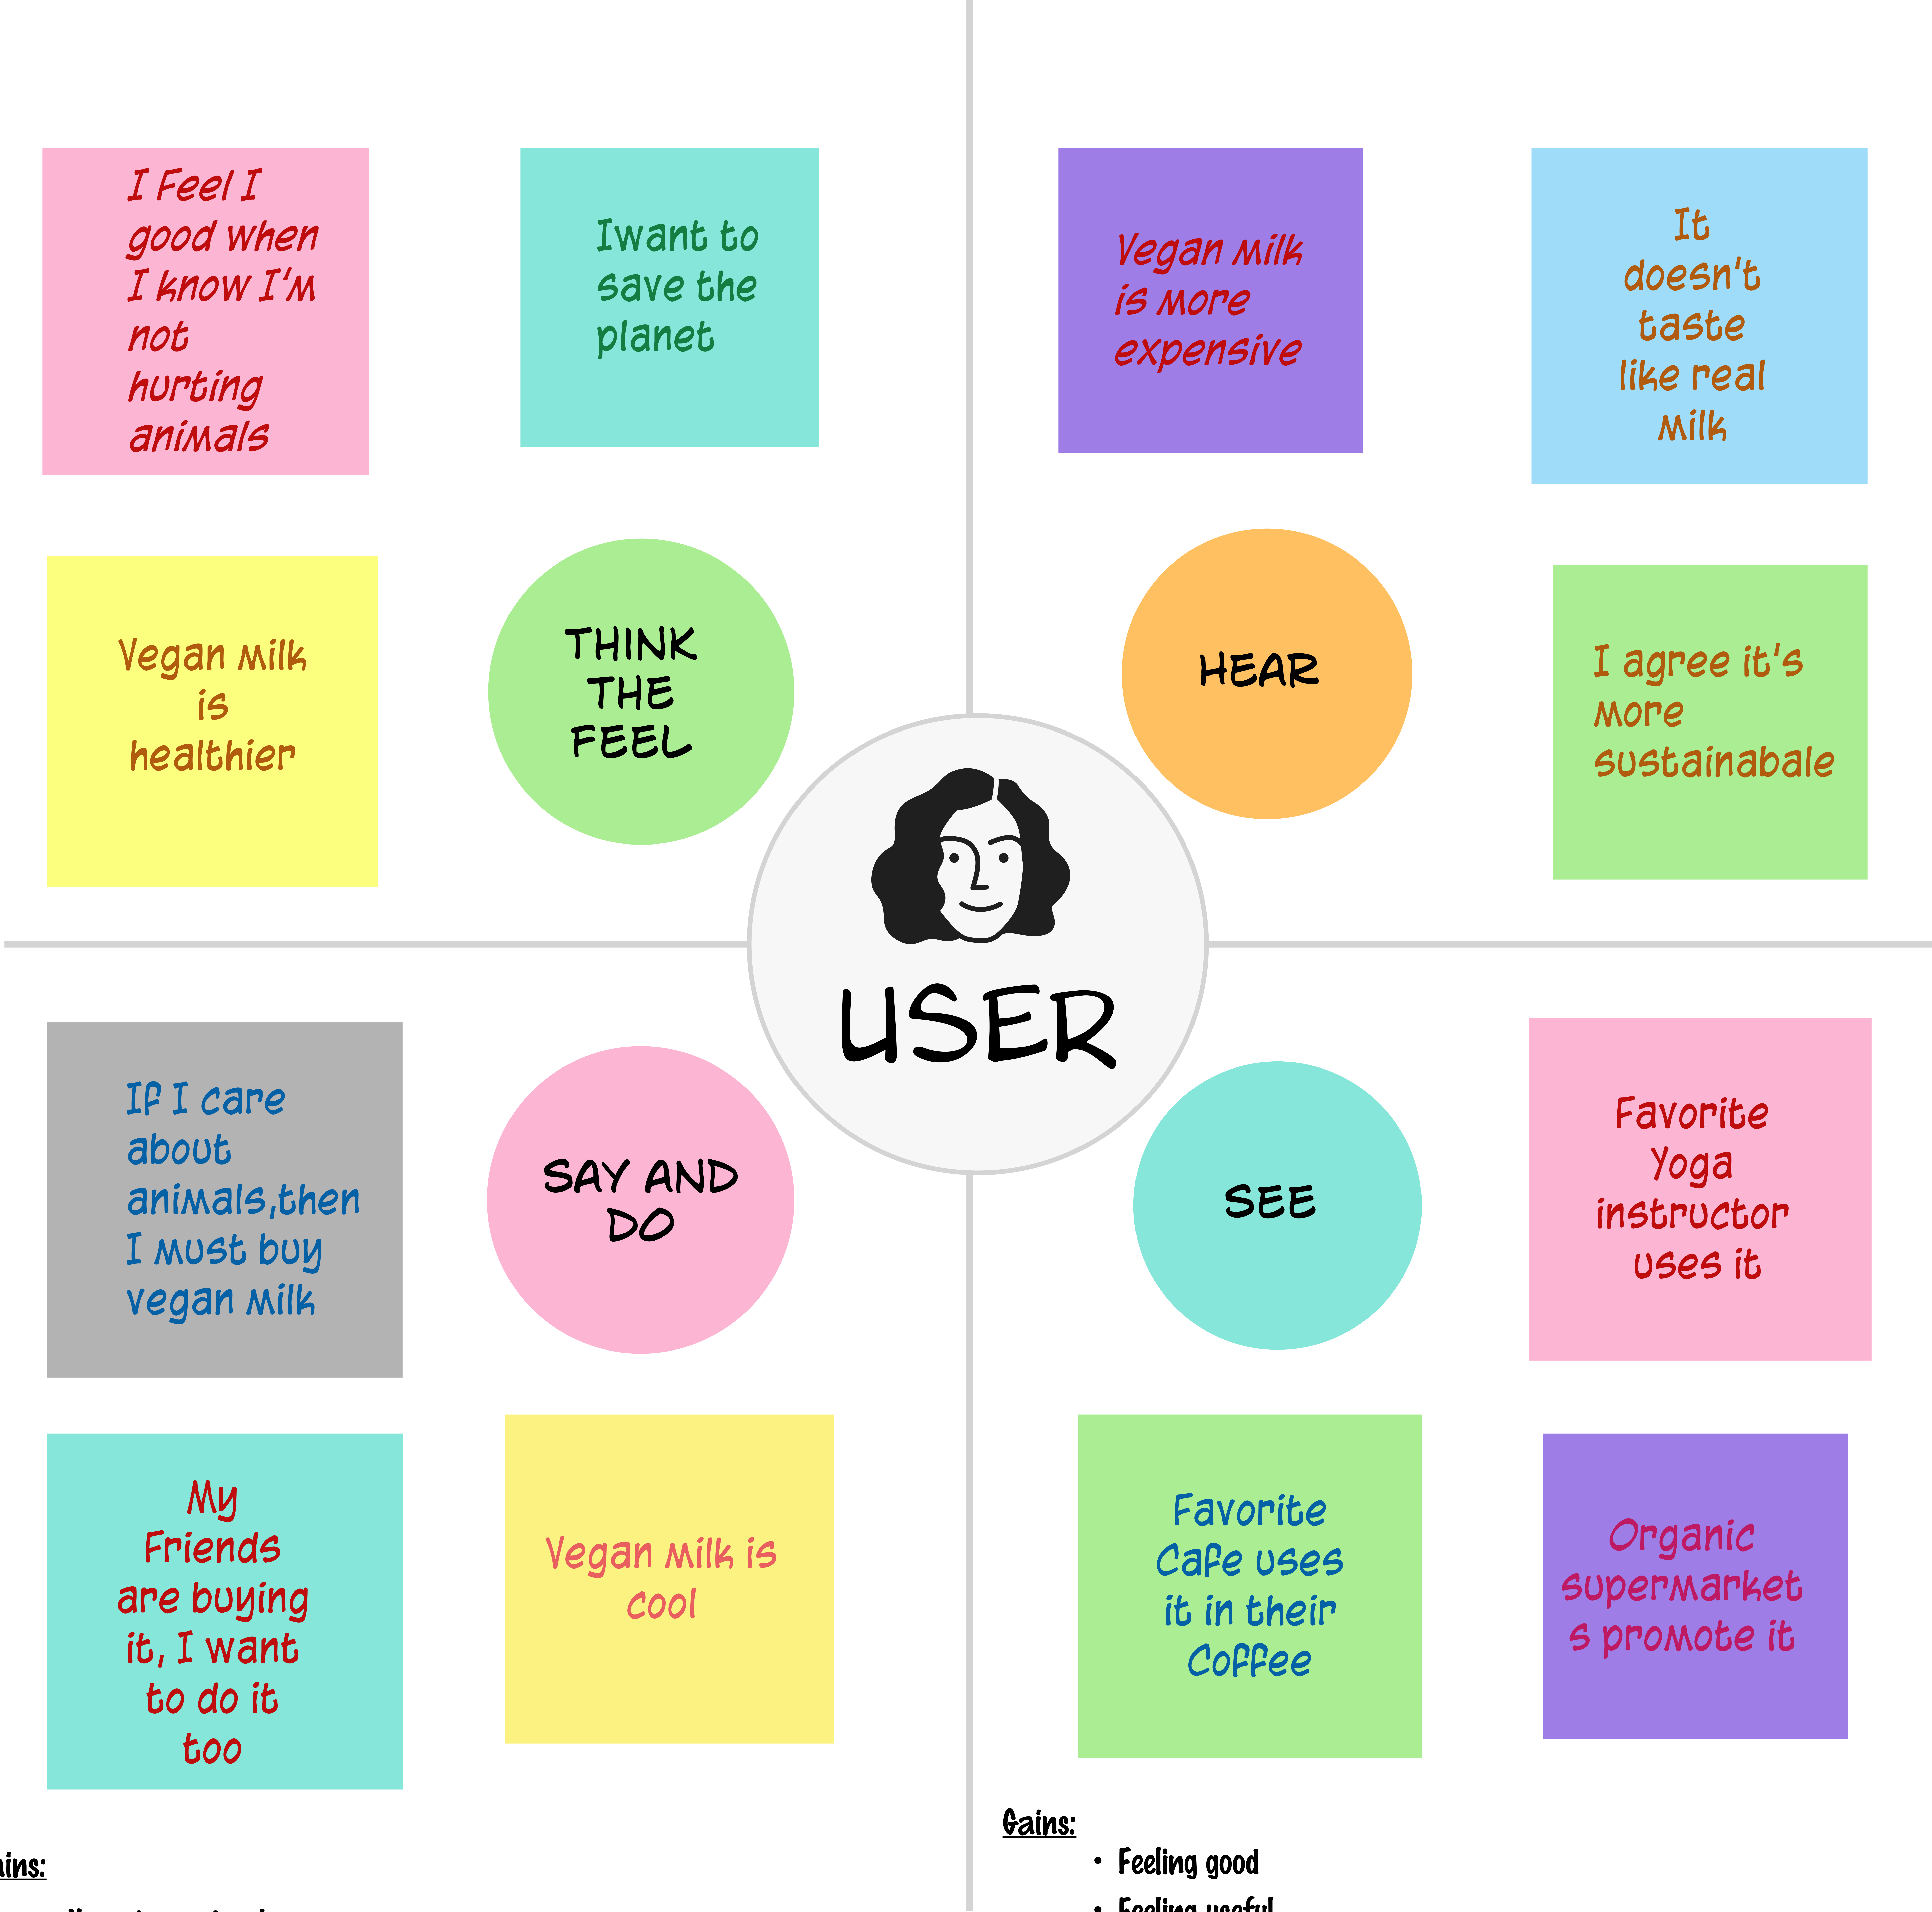 I Feel I
good when
I know I'm
not
hurting
animals
Iwant to
save the
planet
Vegan milk
is
healthier
THINK
THE
FEEL
Vegan milk
is more
expensive
It
doesn't
taste
like real
milk
HEAR
I agree it's
more
sustainabale
USER
If I care
about
animals,then
I must buy
vegan milk
SAY AND
DO
My
Friends
are buying
it, I want
to do it
too
Vegan milk is
cool
SEE
Favorite
Yoga
instructor
uses it
Favorite
Cafe uses
it in their
Coffee
Organic
supermarket
s promote it
ains:
Gains:
• Feeling good
• Feeling useful